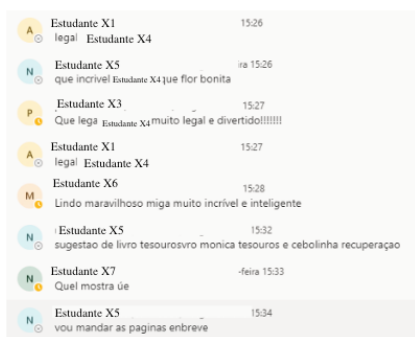 A Estudante X1 15:26
legal Estudante X4
N Estudante X5 ira 15:26
que incrivel Estudante X4 que flor bonita
P Estudante X3 15:27
Que lega Estudante X4 muito legal e divertido!!!!!!!
A Estudante X1 15:27
legal Estudante X4
M Estudante X6 15:28
Lindo maravilhoso miga muito incrível e inteligente
N Estudante X5 15:32
sugestao de livro tesourosvro monica tesouros e cebolinha recuperaçao
N Estudante X7 -feira 15:33
Quel mostra úe
N Estudante X5 15:34
vou mandar as paginas enbreve